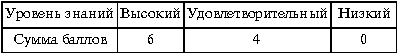 Уровень знаний Высокий Удовлетворительный Низкий
Сумма баллов 6 4 0